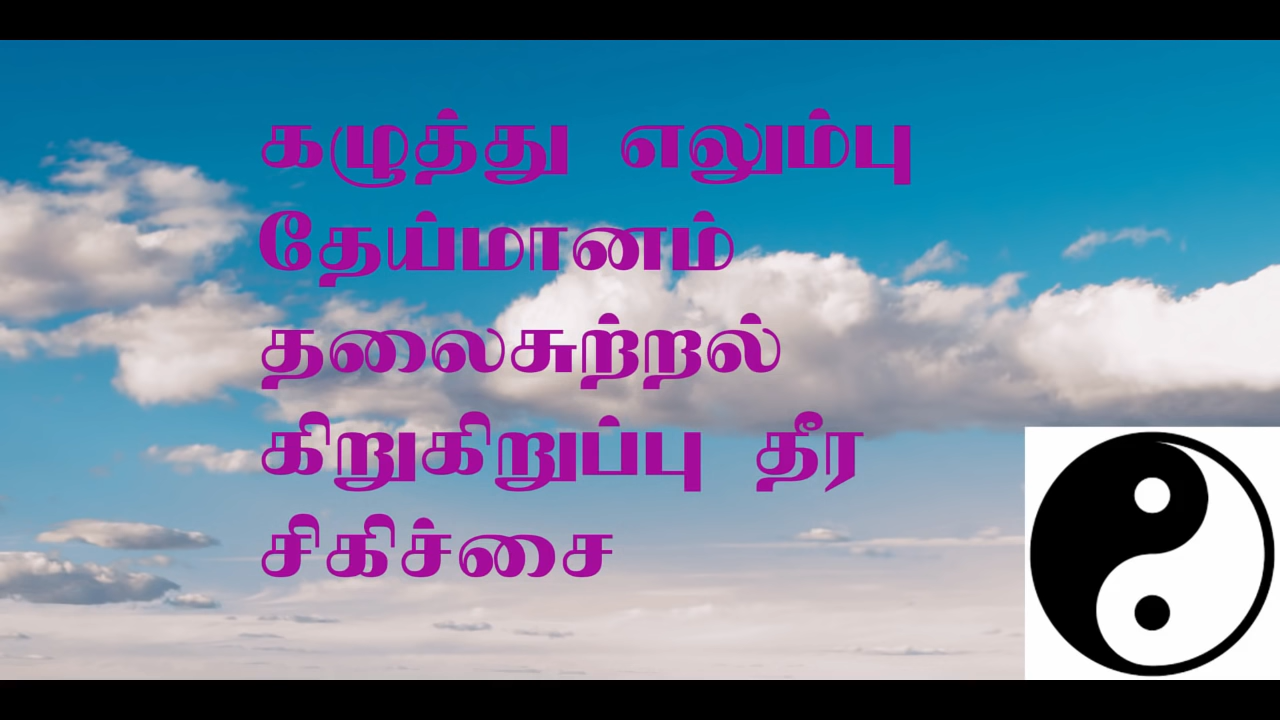 கழுத்து எலும்பு
தேய்மானம்
தலைசுற்றல்
கிறுகிறுப்பு தீர
சிகிச்சை